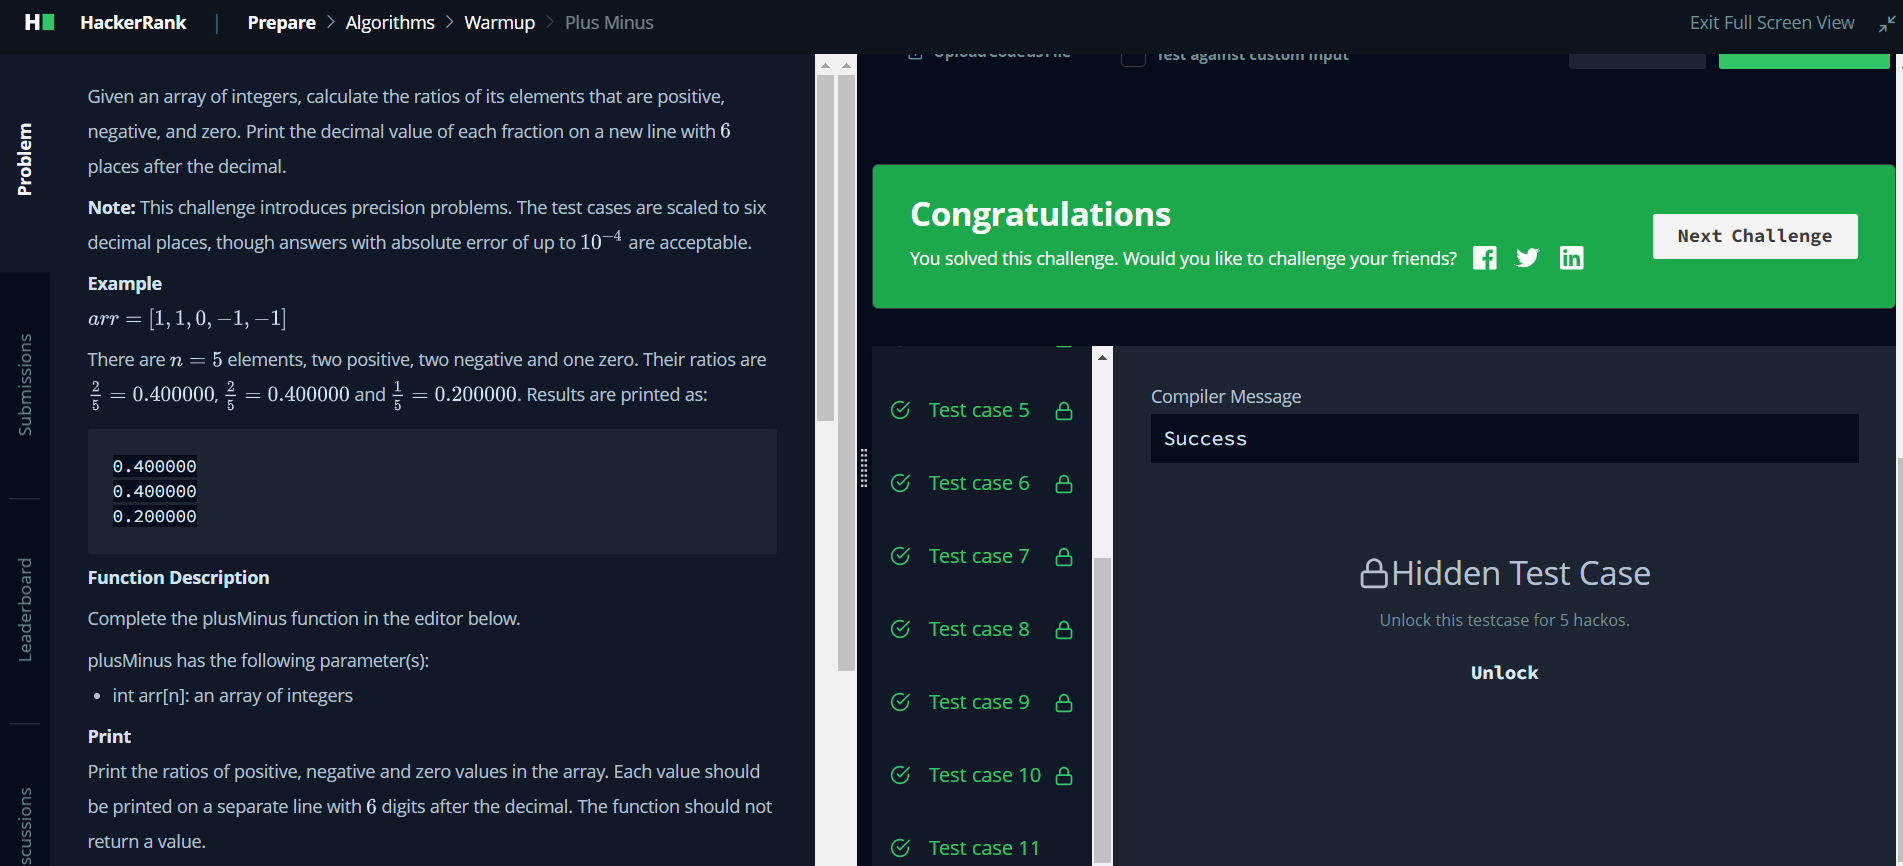 HackerRank | Prepare > Algorithms > Warmup > Plus Minus
Exit Full Screen View
Problem
Submissions
Leaderboard
scussions
Given an array of integers, calculate the ratios of its elements that are positive,
negative, and zero. Print the decimal value of each fraction on a new line with 6
places after the decimal.
Note: This challenge introduces precision problems. The test cases are scaled to six
decimal places, though answers with absolute error of up to 10⁻⁴ are acceptable.
Example
arr = [1, 1, 0, −1, −1]
There are n = 5 elements, two positive, two negative and one zero. Their ratios are
2/5 = 0.400000, 2/5 = 0.400000 and 1/5 = 0.200000. Results are printed as:
0.400000
0.400000
0.200000
Function Description
Complete the plusMinus function in the editor below.
plusMinus has the following parameter(s):
• int arr[n]: an array of integers
Print
Print the ratios of positive, negative and zero values in the array. Each value should
be printed on a separate line with 6 digits after the decimal. The function should not
return a value.
Upload Code as File
Test against custom input
Congratulations
You solved this challenge. Would you like to challenge your friends?
Next Challenge
Test case 5
Test case 6
Test case 7
Test case 8
Test case 9
Test case 10
Test case 11
Compiler Message
Success
Hidden Test Case
Unlock this testcase for 5 hackos.
Unlock